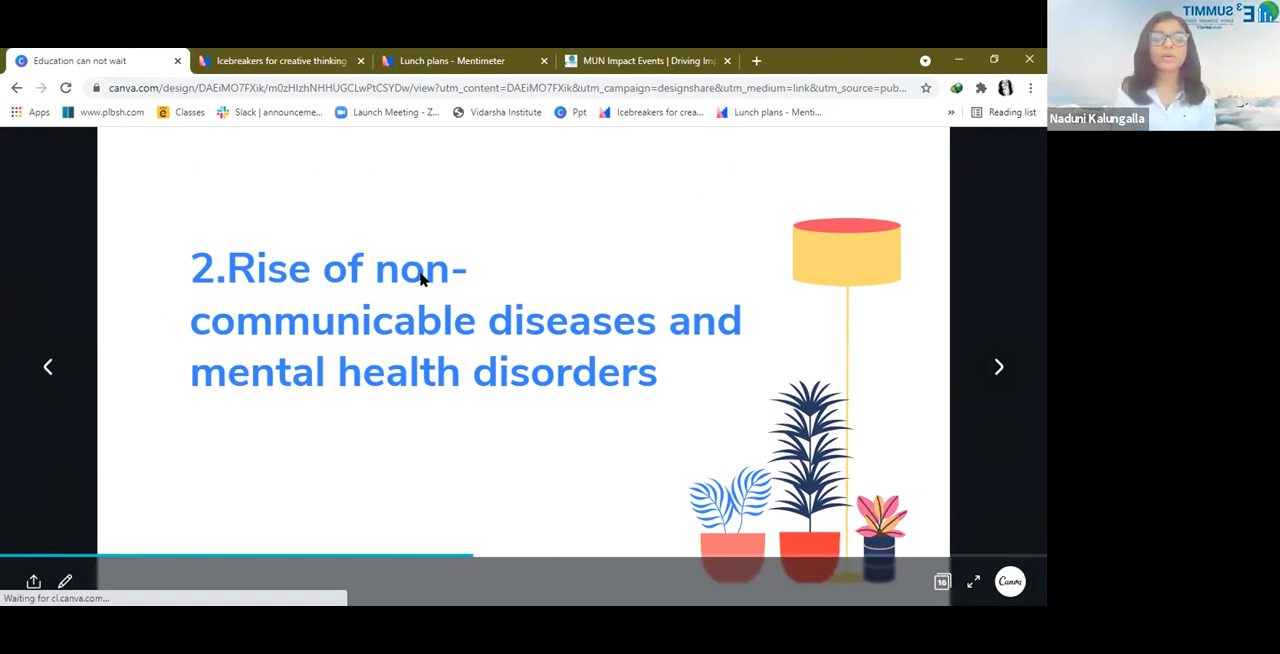 E³ SUMMIT
Naduni Kalungalla
Education can not wait
Icebreakers for creative thinking
Lunch plans - Mentimeter
MUN Impact Events | Driving Im
canva.com/design/DAEiMO7FXik/m0zHIzhNHHUGCLwPtCSYDw/view?utm_content=DAEiMO7FXik&utm_campaign=designshare&utm_medium=link&utm_source=pub...
Apps
www.plbsh.com
Classes
Slack | announceme...
Launch Meeting - Z...
Vidarsha Institute
Ppt
Icebreakers for crea...
Lunch plans - Menti...
»
Reading list
2.Rise of non-
communicable diseases and
mental health disorders
16
Canva
Waiting for cl.canva.com...